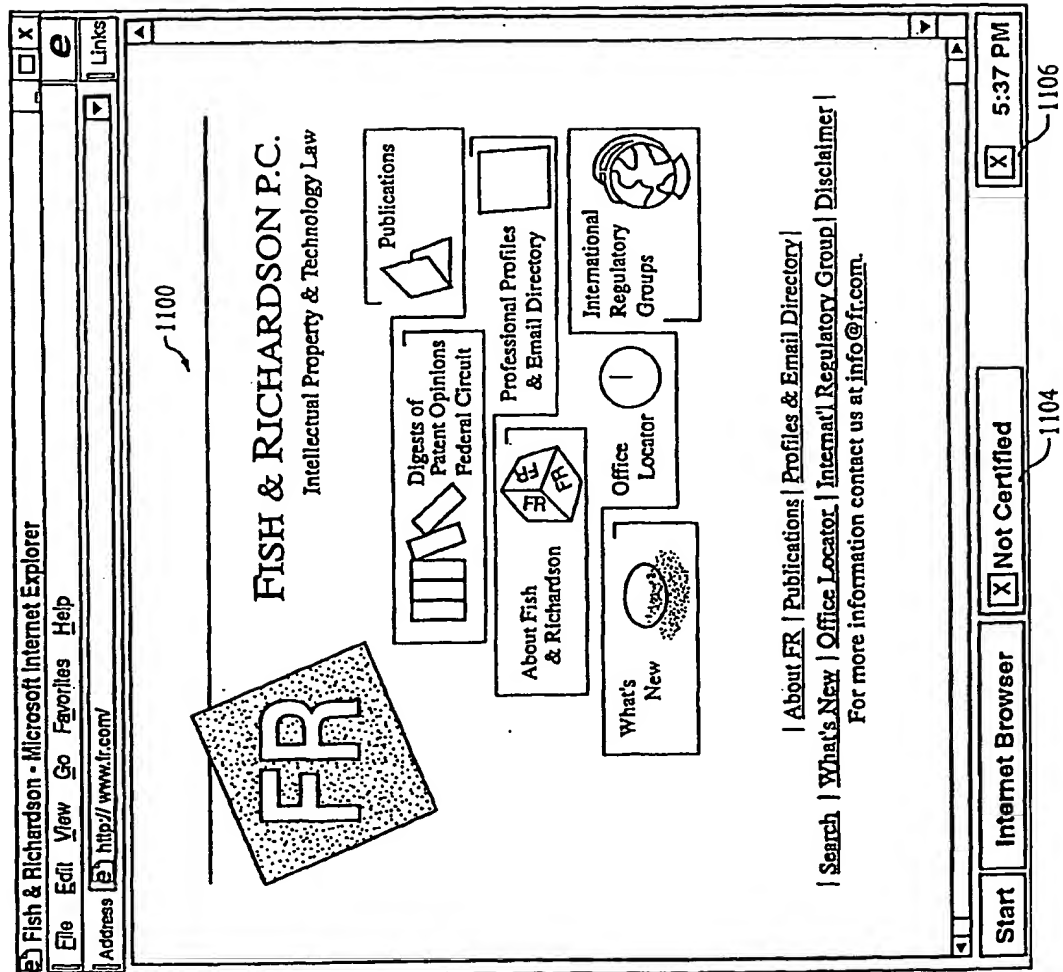 Fish & Richardson - Microsoft Internet Explorer
File Edit View Go Favorites Help
Address http://www.fr.com/ Links
1100
FR
FISH & RICHARDSON P.C.
Intellectual Property & Technology Law
Digests of
Patent Opinions
Federal Circuit
Publications
About Fish
& Richardson
FR FR FR
Professional Profiles
& Email Directory
What's
New
Office
Locator
International
Regulatory
Groups
| About FR | Publications | Profiles & Email Directory |
| Search | What's New | Office Locator | Internat'l Regulatory Group | Disclaimer |
For more information contact us at info@fr.com.
Start Internet Browser X Not Certified X 5:37 PM
1104
1106